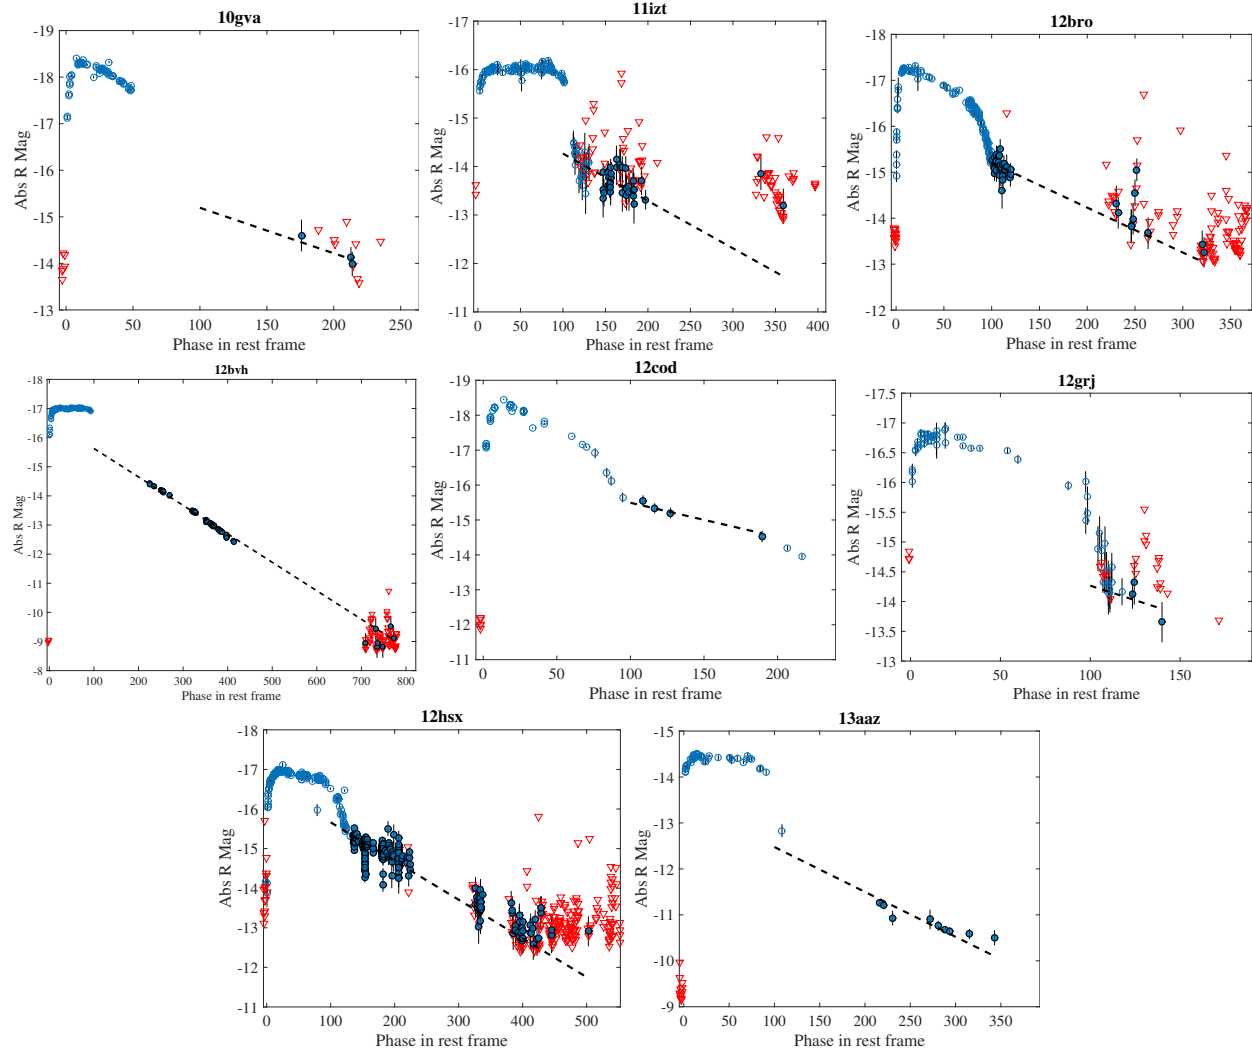 10gva
-19
-18
-17
-16
-15
-14
-13
Abs R Mag
0 50 100 150 200 250
Phase in rest frame
11izt
-17
-16
-15
-14
-13
-12
-11
Abs R Mag
0 50 100 150 200 250 300 350 400
Phase in rest frame
12bro
-18
-17
-16
-15
-14
-13
-12
Abs R Mag
0 50 100 150 200 250 300 350
Phase in rest frame
12bvh
-18
-17
-16
-15
-14
-13
-12
-11
-10
-9
-8
Abs R Mag
0 100 200 300 400 500 600 700 800
Phase in rest frame
12cod
-19
-18
-17
-16
-15
-14
-13
-12
-11
Abs R Mag
0 50 100 150 200
Phase in rest frame
12grj
-17.5
-17
-16.5
-16
-15.5
-15
-14.5
-14
-13.5
-13
Abs R Mag
0 50 100 150
Phase in rest frame
12hsx
-18
-17
-16
-15
-14
-13
-12
-11
Abs R Mag
0 100 200 300 400 500
Phase in rest frame
13aaz
-15
-14
-13
-12
-11
-10
-9
Abs R Mag
0 50 100 150 200 250 300 350
Phase in rest frame